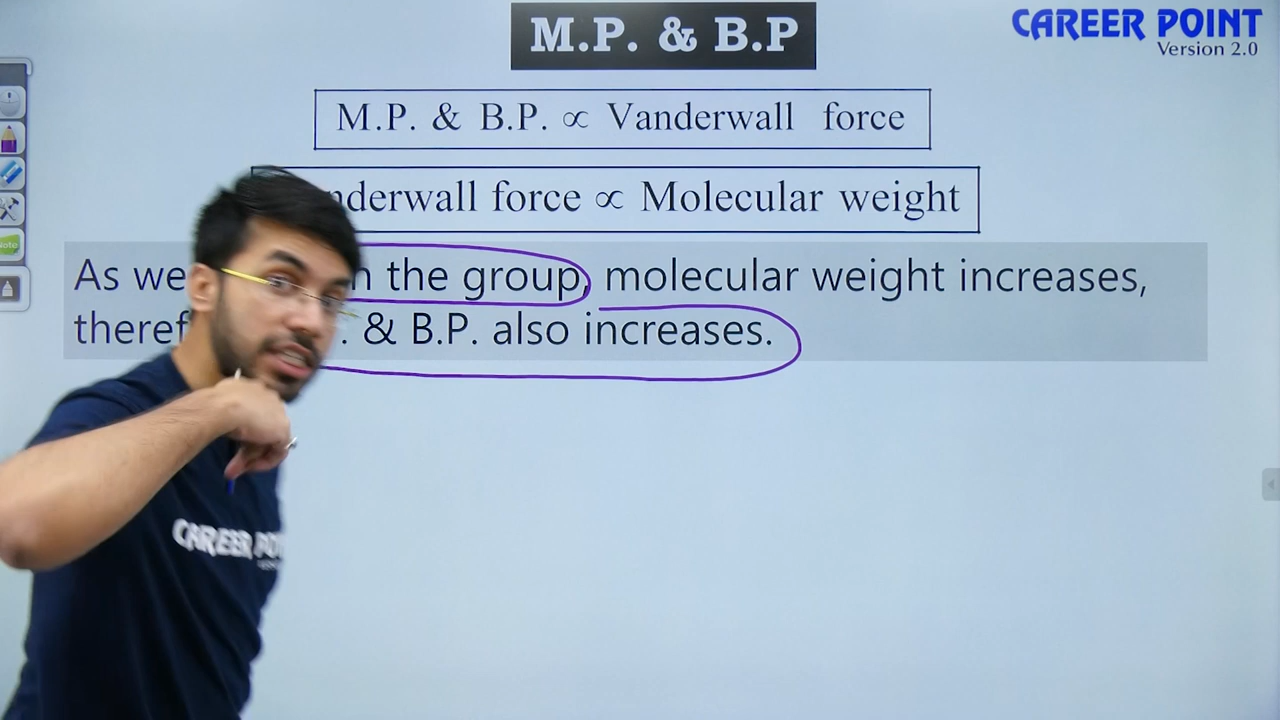 M.P. & B.P
CAREER POINT
Version 2.0
M.P. & B.P. ∝ Vanderwall force
nderwall force ∝ Molecular weight
As we n the group, molecular weight increases,
theref . & B.P. also increases.
Note
CAREER PO